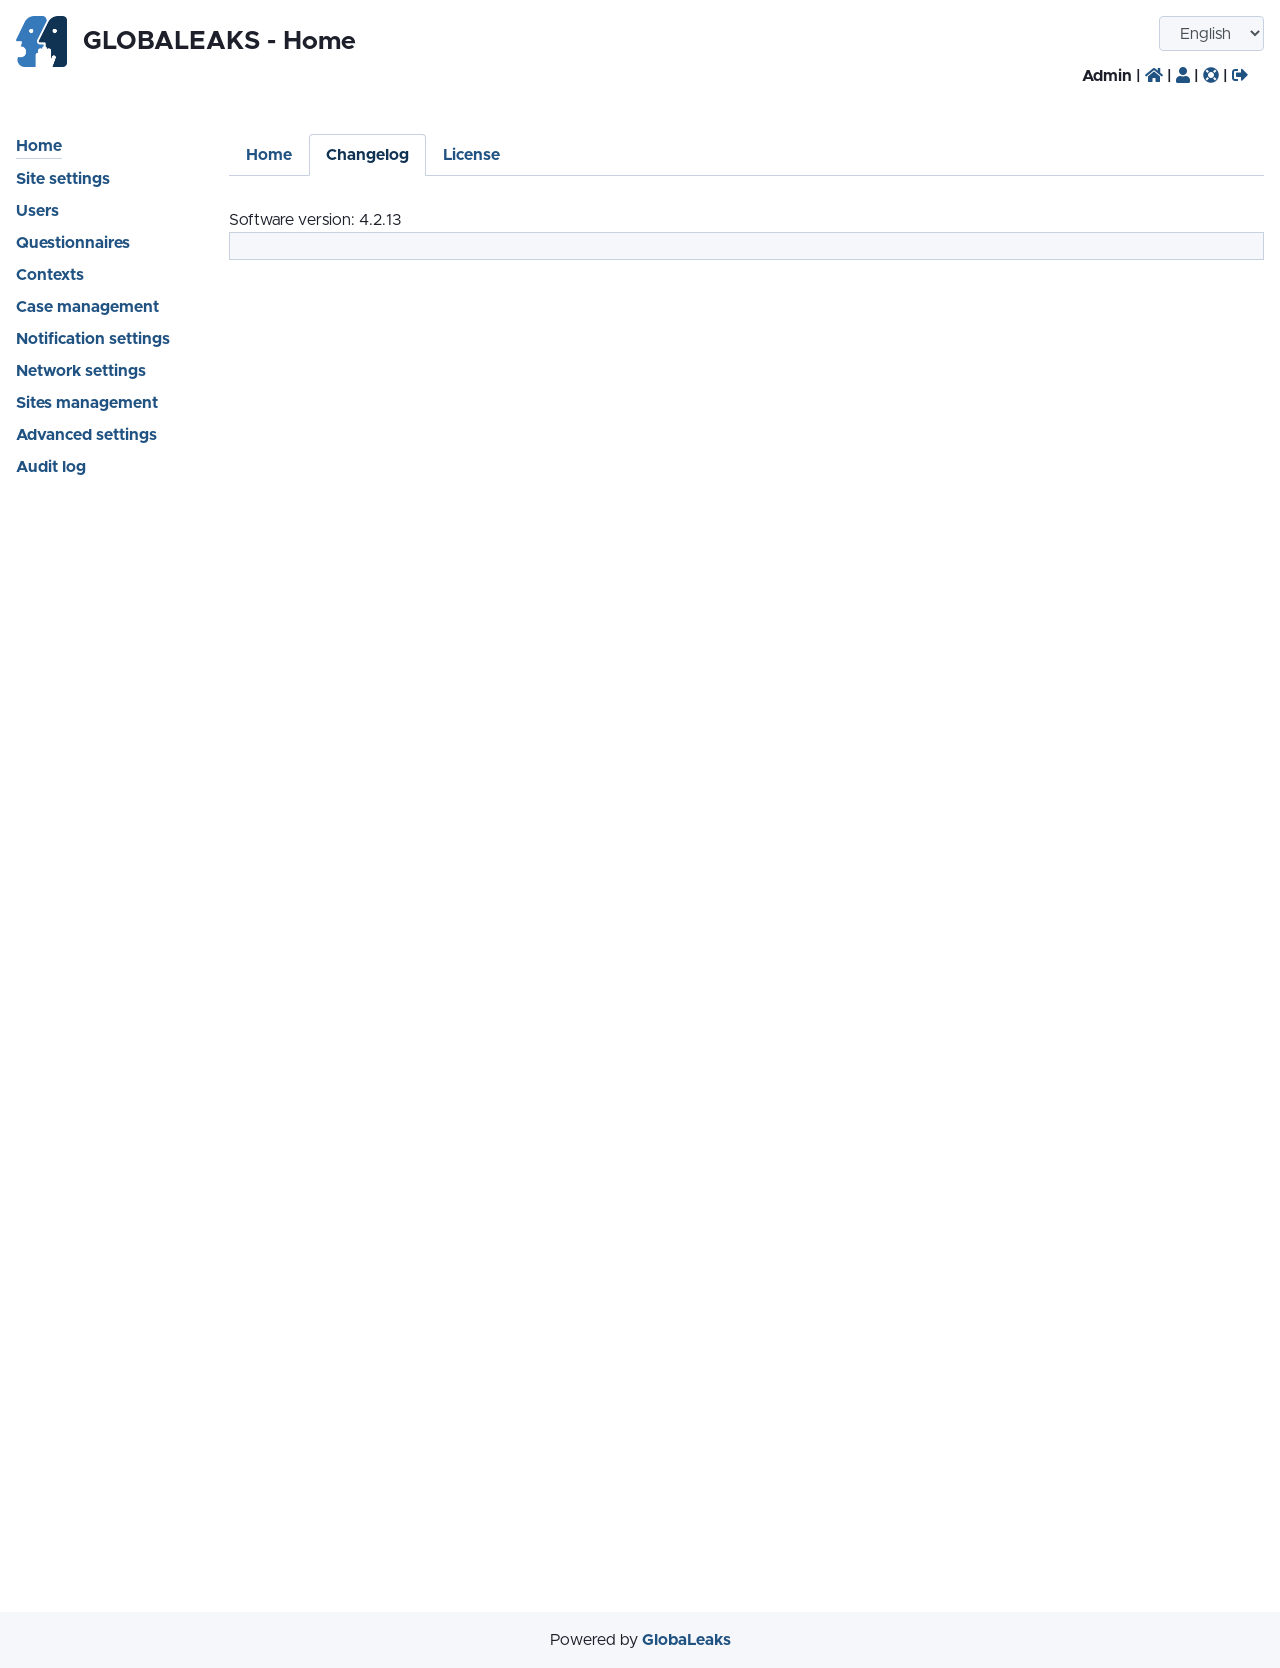 GLOBALEAKS - Home
English
Admin | | | |
Home
Site settings
Users
Questionnaires
Contexts
Case management
Notification settings
Network settings
Sites management
Advanced settings
Audit log
Home Changelog License
Software version: 4.2.13
Powered by GlobaLeaks